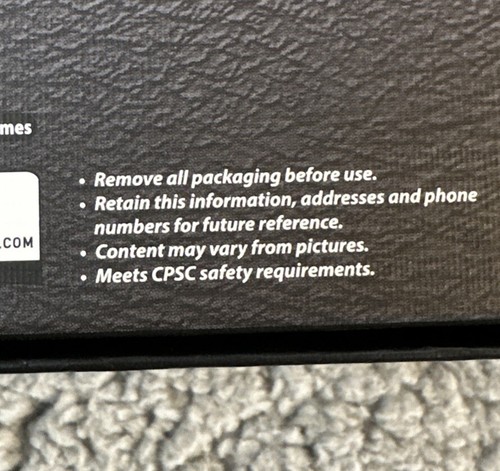 mes
• Remove all packaging before use.
• Retain this information, addresses and phone
numbers for future reference.
.COM
• Content may vary from pictures.
• Meets CPSC safety requirements.